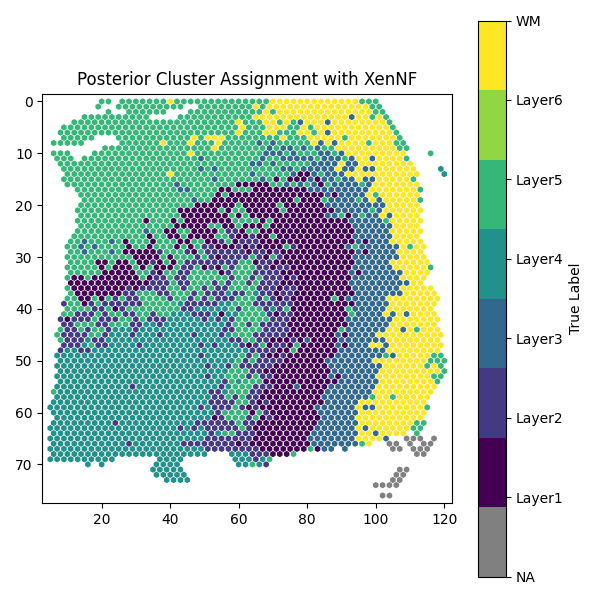 Posterior Cluster Assignment with XenNF
0
10
20
30
40
50
60
70
20
40
60
80
100
120
WM
Layer6
Layer5
Layer4
Layer3
Layer2
Layer1
NA
True Label